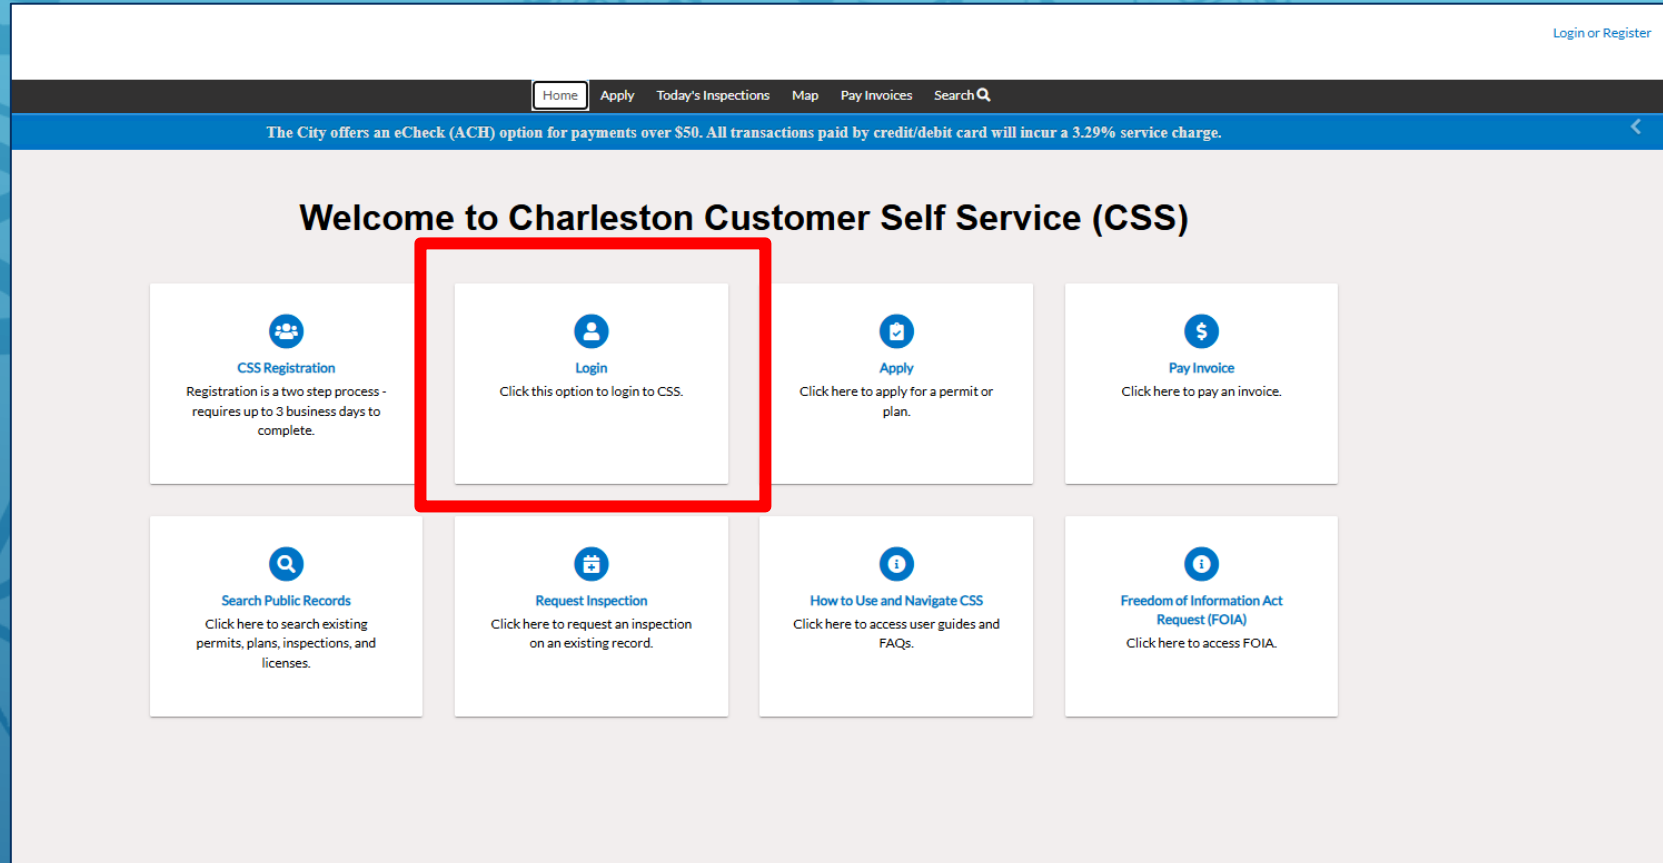 Login or Register
Home Apply Today's Inspections Map Pay Invoices Search
The City offers an eCheck (ACH) option for payments over $50. All transactions paid by credit/debit card will incur a 3.29% service charge.
Welcome to Charleston Customer Self Service (CSS)
CSS Registration
Registration is a two step process -
requires up to 3 business days to
complete.
Login
Click this option to login to CSS.
Apply
Click here to apply for a permit or
plan.
Pay Invoice
Click here to pay an invoice.
Search Public Records
Click here to search existing
permits, plans, inspections, and
licenses.
Request Inspection
Click here to request an inspection
on an existing record.
How to Use and Navigate CSS
Click here to access user guides and
FAQs.
Freedom of Information Act
Request (FOIA)
Click here to access FOIA.